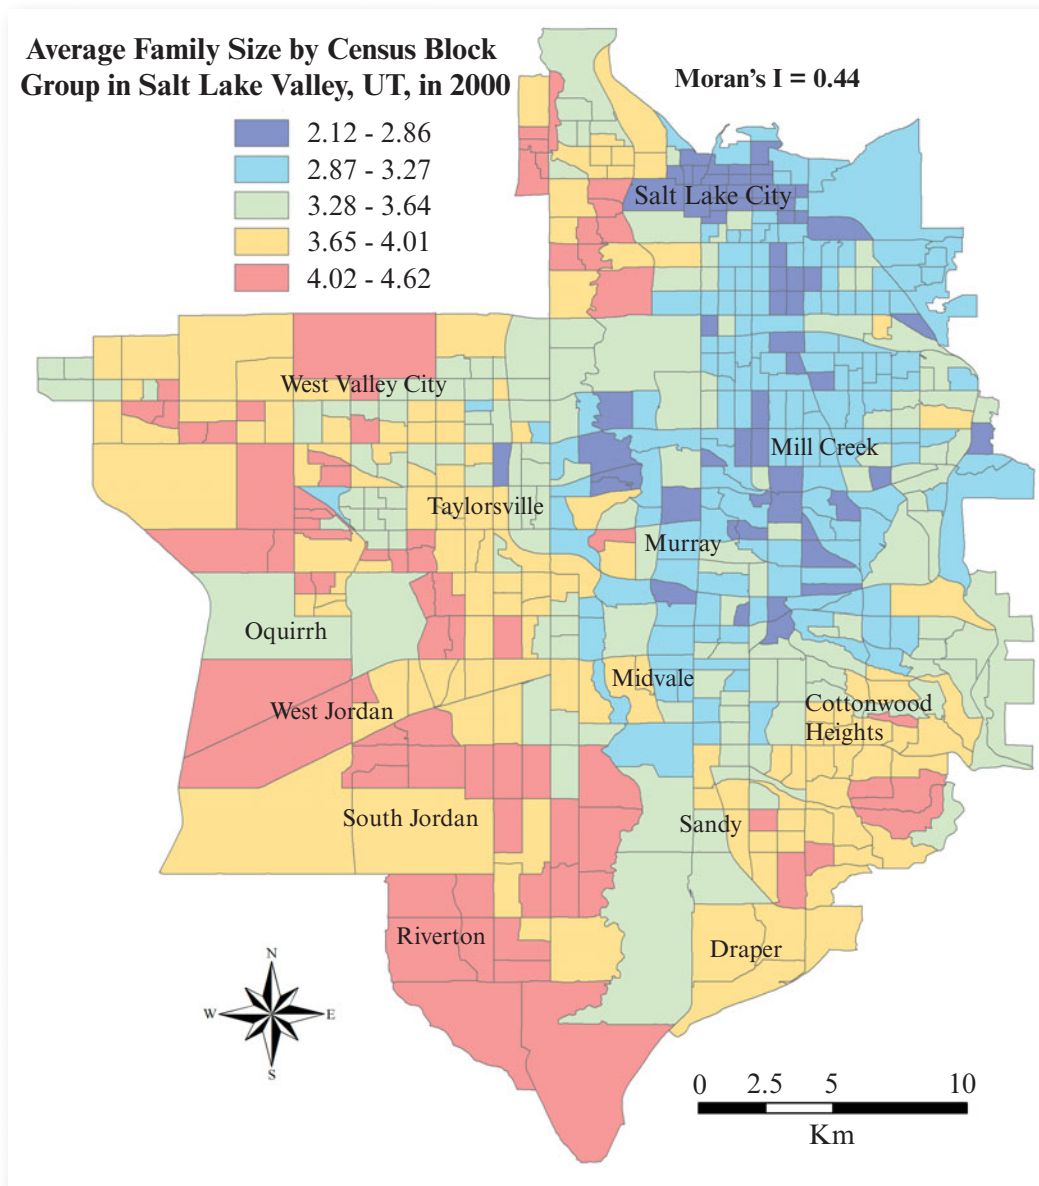 Average Family Size by Census Block
Group in Salt Lake Valley, UT, in 2000
Moran's I = 0.44
2.12 - 2.86
2.87 - 3.27
3.28 - 3.64
3.65 - 4.01
4.02 - 4.62
Salt Lake City
West Valley City
Mill Creek
Taylorsville
Murray
Oquirrh
Midvale
West Jordan
Cottonwood
Heights
South Jordan
Sandy
Riverton
Draper
N
W
E
S
0 2.5 5 10
Km